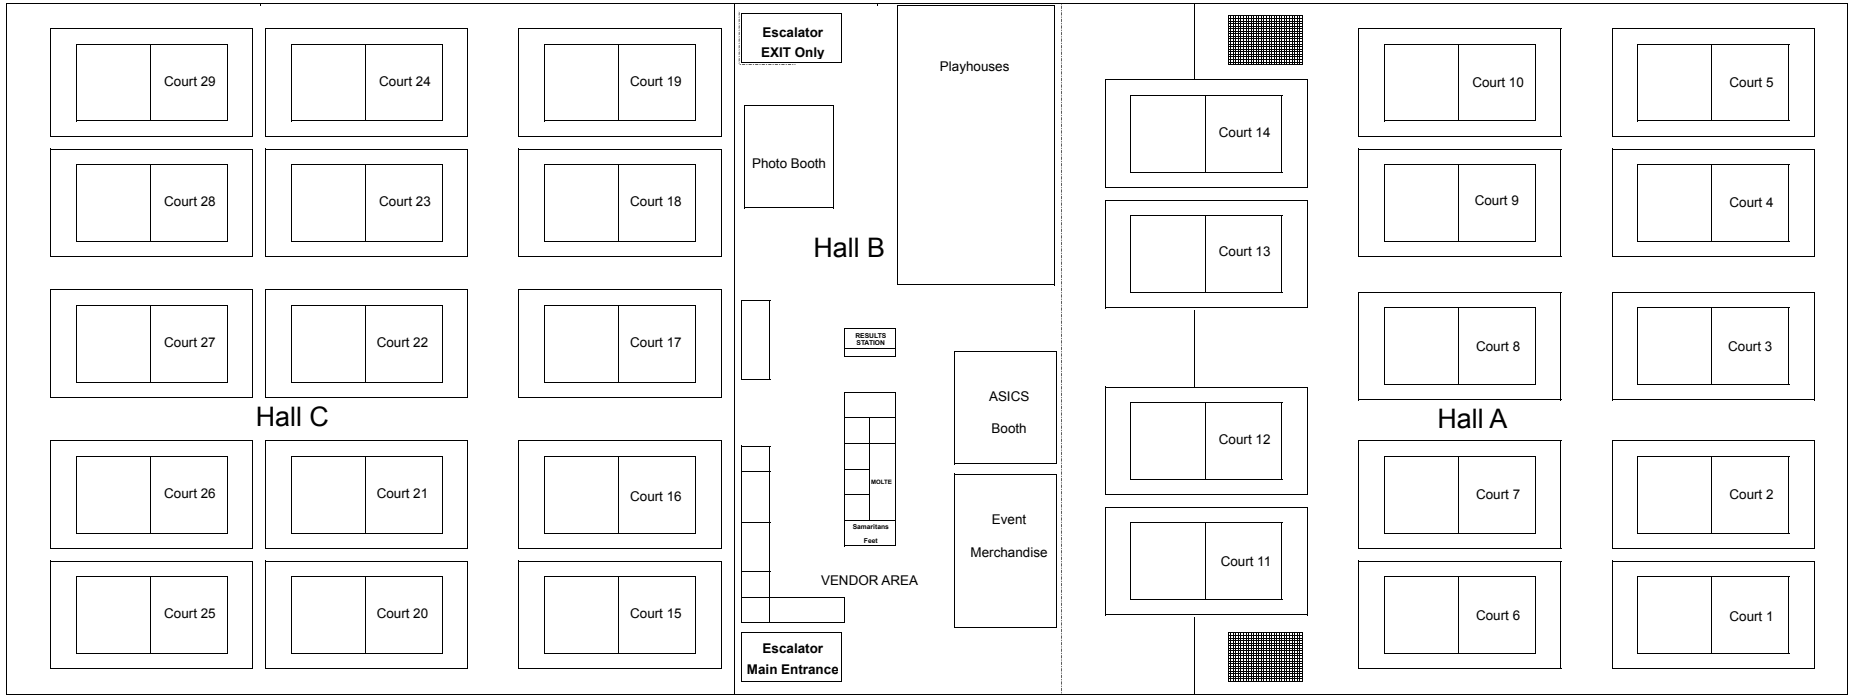 Escalator
EXIT Only
Playhouses
Court 29
Court 24
Court 19
Court 10
Court 5
Court 14
Photo Booth
Court 28
Court 23
Court 18
Court 9
Court 4
Hall B
Court 13
RESULTS
STATION
Court 27
Court 22
Court 17
Court 8
Court 3
ASICS
Booth
Hall C
Hall A
Court 12
MOLTE
Court 26
Court 21
Court 16
Court 7
Court 2
Samaritans
Feet
Event
Merchandise
Court 11
VENDOR AREA
Court 25
Court 20
Court 15
Court 6
Court 1
Escalator
Main Entrance